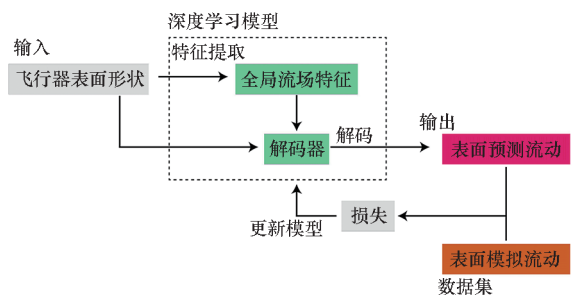 深度学习模型
输入
特征提取
飞行器表面形状
全局流场特征
输出
解码
解码器
表面预测流动
损失
更新模型
表面模拟流动
数据集